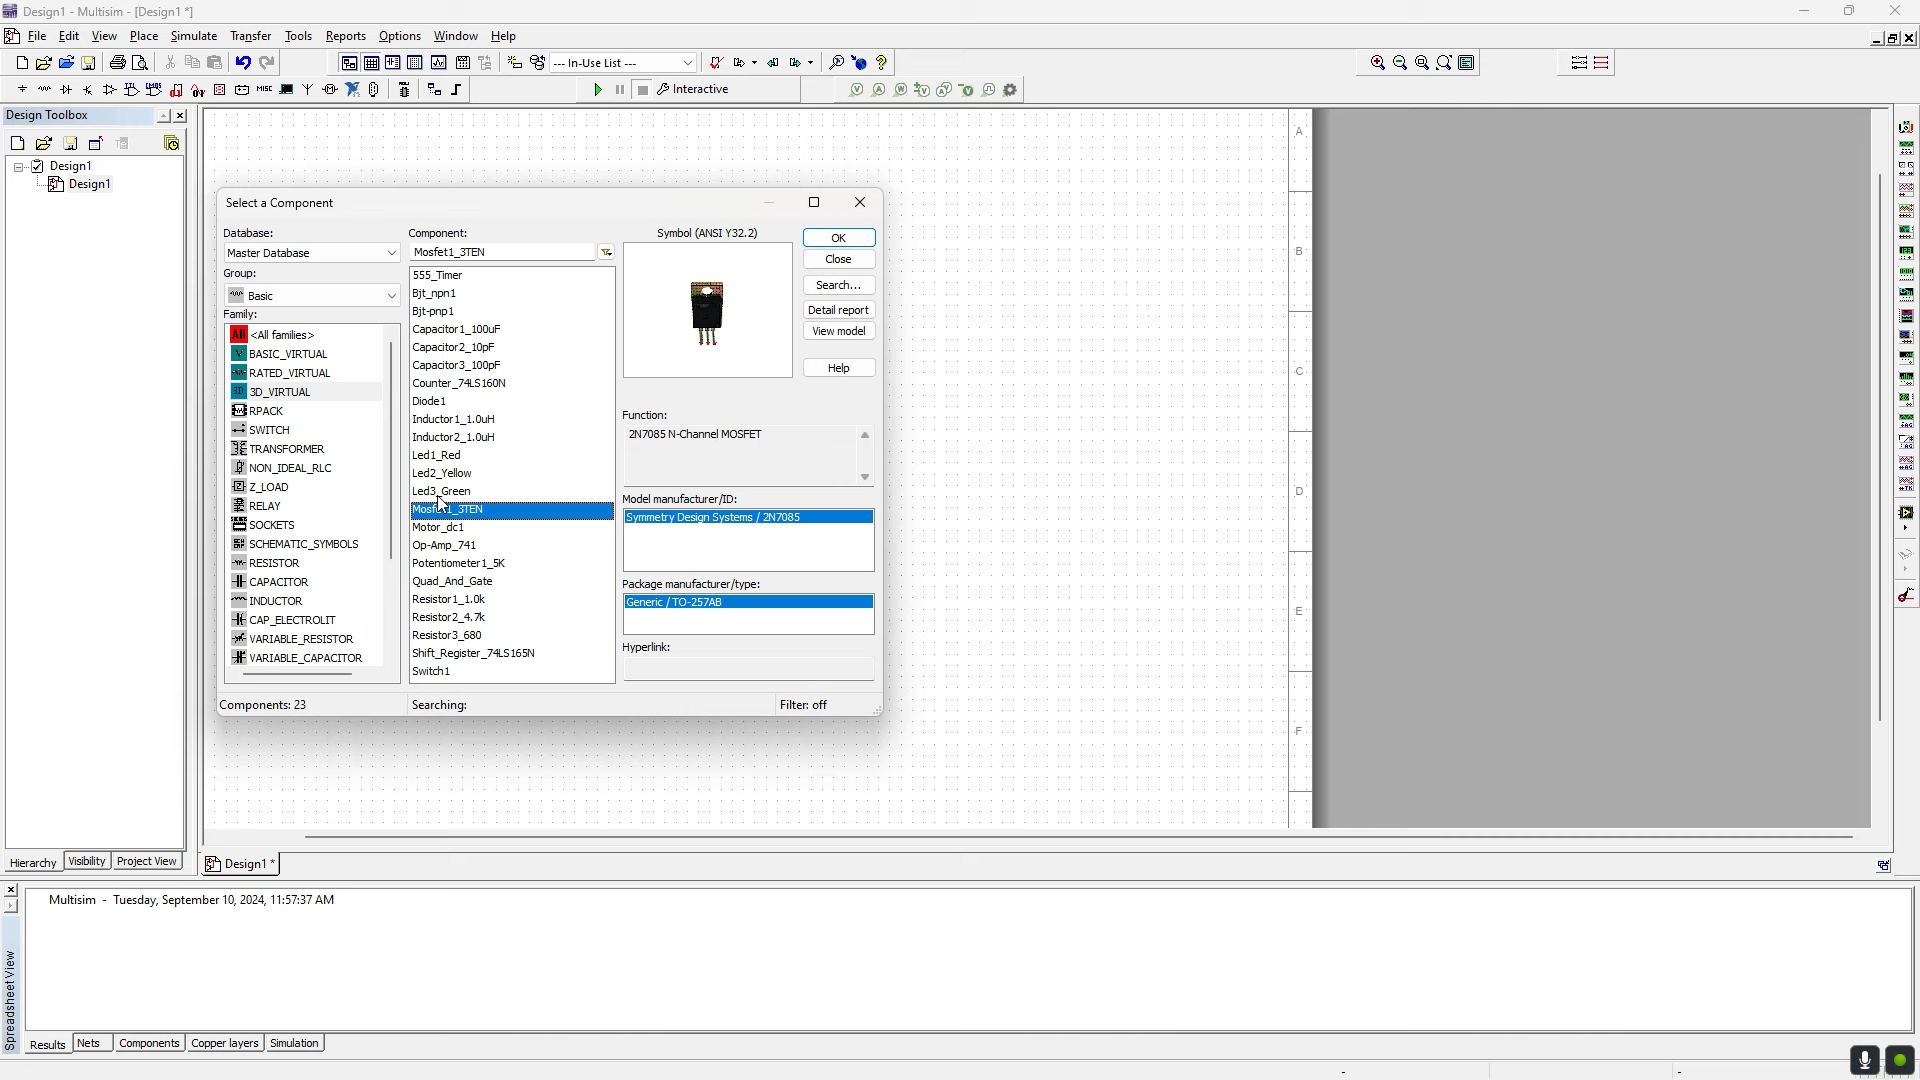 Design1 - Multisim - [Design1 *]
File Edit View Place Simulate Transfer Tools Reports Options Window Help
--- In-Use List ---
MISC
Interactive
Design Toolbox
Design1
Design1
A
B
C
D
E
F
Select a Component
Database:
Master Database
Group:
Basic
Family:
All <All families>
BASIC_VIRTUAL
RATED_VIRTUAL
3D 3D_VIRTUAL
RPACK
SWITCH
TRANSFORMER
NON_IDEAL_RLC
Z_LOAD
RELAY
SOCKETS
SCHEMATIC_SYMBOLS
RESISTOR
CAPACITOR
INDUCTOR
CAP_ELECTROLIT
VARIABLE_RESISTOR
VARIABLE_CAPACITOR
Component:
Mosfet1_3TEN
555_Timer
Bjt_npn1
Bjt-pnp1
Capacitor1_100uF
Capacitor2_10pF
Capacitor3_100pF
Counter_74LS160N
Diode1
Inductor1_1.0uH
Inductor2_1.0uH
Led1_Red
Led2_Yellow
Led3_Green
Mosfet1_3TEN
Motor_dc1
Op-Amp_741
Potentiometer1_5K
Quad_And_Gate
Resistor1_1.0k
Resistor2_4.7k
Resistor3_680
Shift_Register_74LS165N
Switch1
Symbol (ANSI Y32.2)
OK
Close
Search...
Detail report
View model
Help
Function:
2N7085 N-Channel MOSFET
Model manufacturer/ID:
Symmetry Design Systems / 2N7085
Package manufacturer/type:
Generic / TO-257AB
Hyperlink:
Components: 23
Searching:
Filter: off
Hierarchy Visibility Project View
Design1 *
Multisim - Tuesday, September 10, 2024, 11:57:37 AM
Spreadsheet View
Results Nets Components Copper layers Simulation
- -